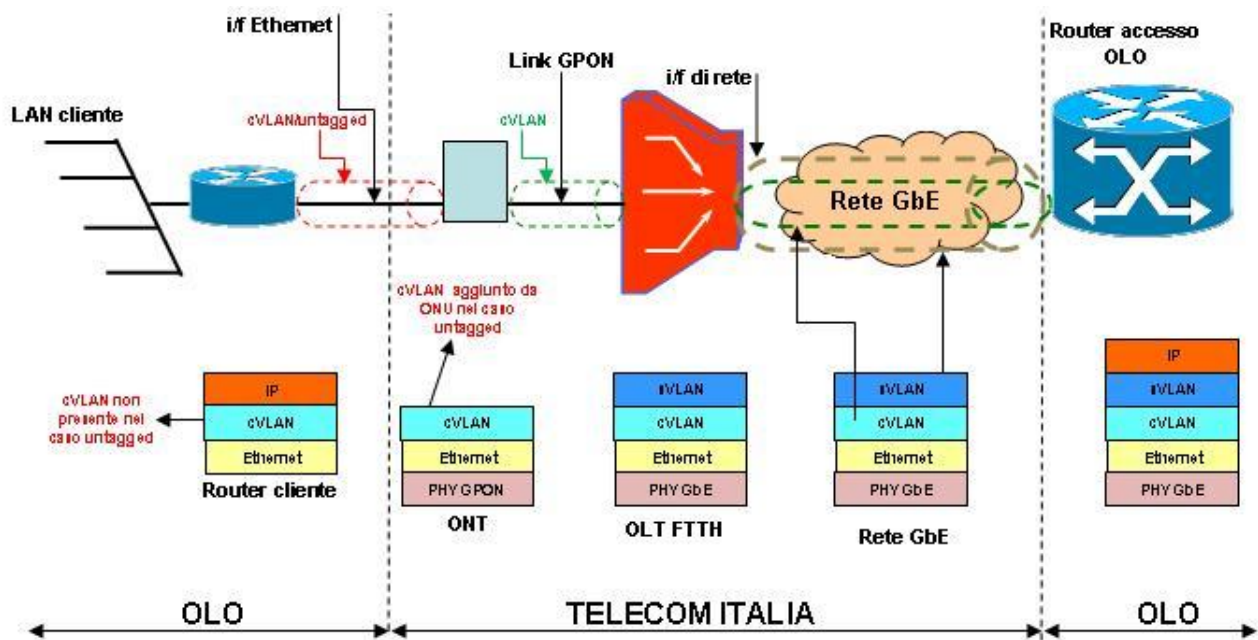 i/f Ethernet
Router accesso
OLO
Link GPON
i/f di rete
LAN cliente
cVLAN/untagged
cVLAN
Rete GbE
cVLAN aggiunto da
ONU nel caso
untagged
cVLAN non
presente nel
caso untagged
IP
cVLAN
Ethernet
Router cliente
cVLAN
Ethernet
PHY GPON
ONT
sVLAN
cVLAN
Ethernet
PHY GbE
OLT FTTH
sVLAN
cVLAN
Ethernet
PHY GbE
Rete GbE
IP
sVLAN
cVLAN
Ethernet
PHY GbE
OLO
TELECOM ITALIA
OLO